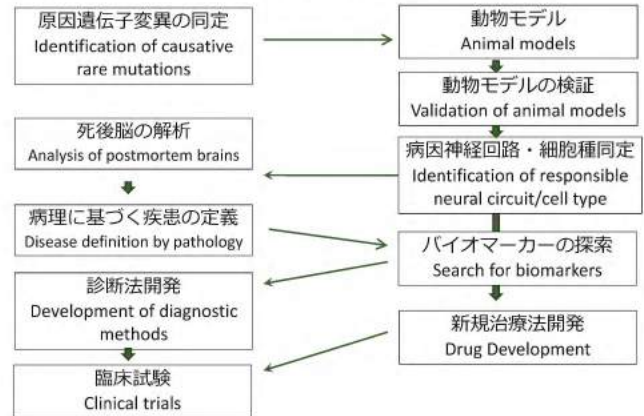 原因遺伝子変異の同定
Identification of causative
rare mutations
動物モデル
Animal models
動物モデルの検証
Validation of animal models
死後脳の解析
Analysis of postmortem brains
病因神経回路・細胞種同定
Identification of responsible
neural circuit/cell type
病理に基づく疾患の定義
Disease definition by pathology
バイオマーカーの探索
Search for biomarkers
診断法開発
Development of diagnostic
methods
新規治療法開発
Drug Development
臨床試験
Clinical trials